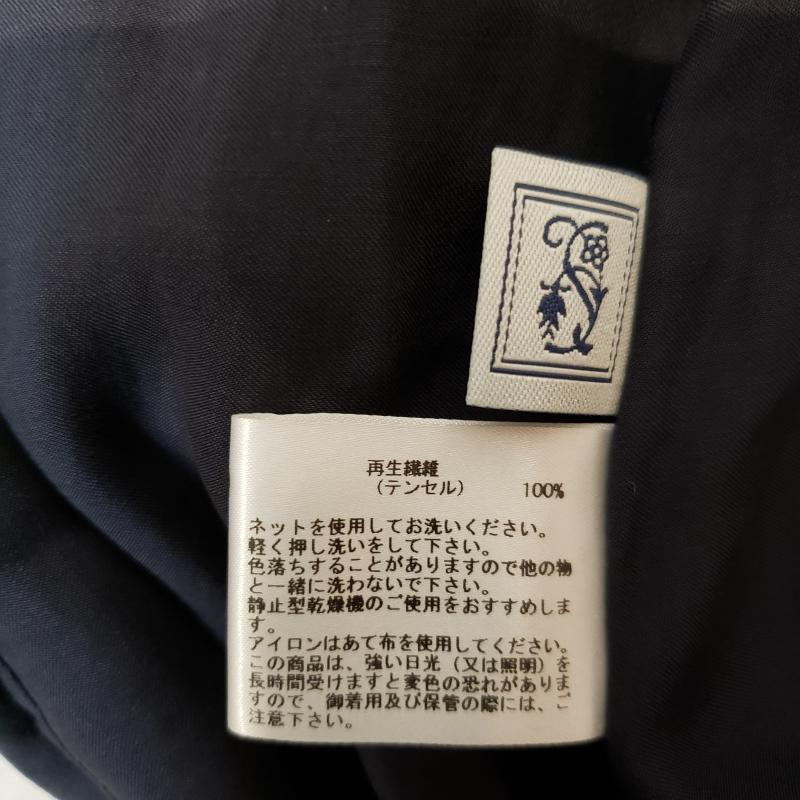 再生繊維
（テンセル） 100%
ネットを使用してお洗いください。
軽く押し洗いをして下さい。
色落ちすることがありますので他の物
と一緒に洗わないで下さい。
静止型乾燥機のご使用をおすすめしま
す。
アイロンはあて布を使用してください。
この商品は、強い日光（又は照明）を
長時間受けますと変色の恐れがありま
すので、御着用及び保管の際には、ご
注意下さい。